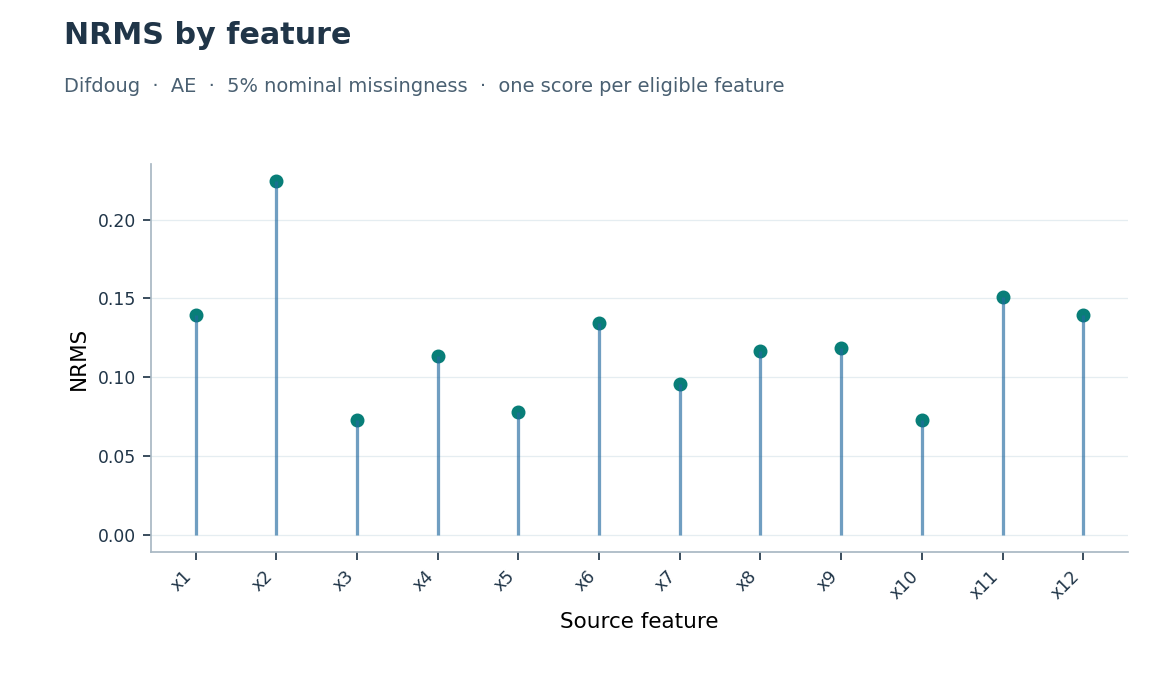 NRMS by feature
Difdoug · AE · 5% nominal missingness · one score per eligible feature
NRMS
0.20
0.15
0.10
0.05
0.00
x1 x2 x3 x4 x5 x6 x7 x8 x9 x10 x11 x12
Source feature